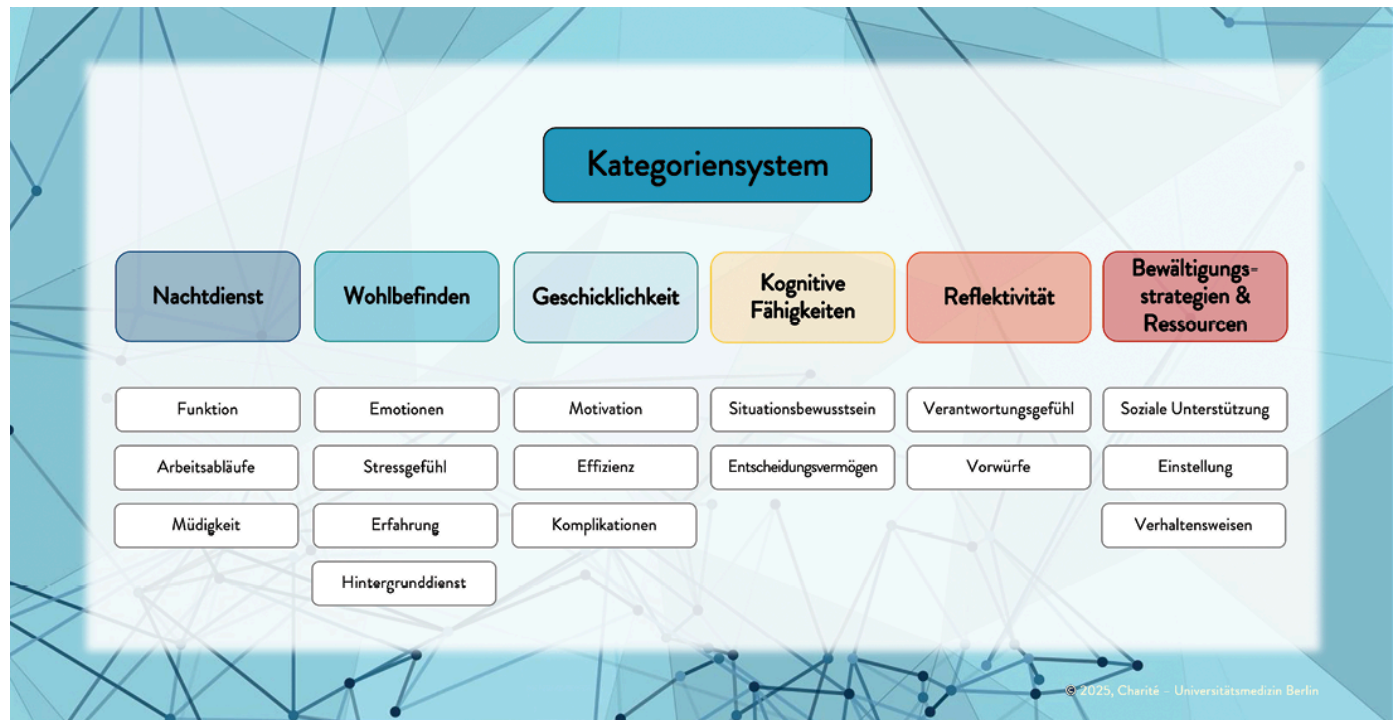 Kategoriensystem
Nachtdienst
Wohlbefinden
Geschicklichkeit
Kognitive
Fähigkeiten
Reflektivität
Bewältigungs-
strategien &
Ressourcen
Funktion
Emotionen
Motivation
Situationsbewusstsein
Verantwortungsgefühl
Soziale Unterstützung
Arbeitsabläufe
Stressgefühl
Effizienz
Entscheidungsvermögen
Vorwürfe
Einstellung
Müdigkeit
Erfahrung
Komplikationen
Verhaltensweisen
Hintergrunddienst
© 2025, Charité – Universitätsmedizin Berlin